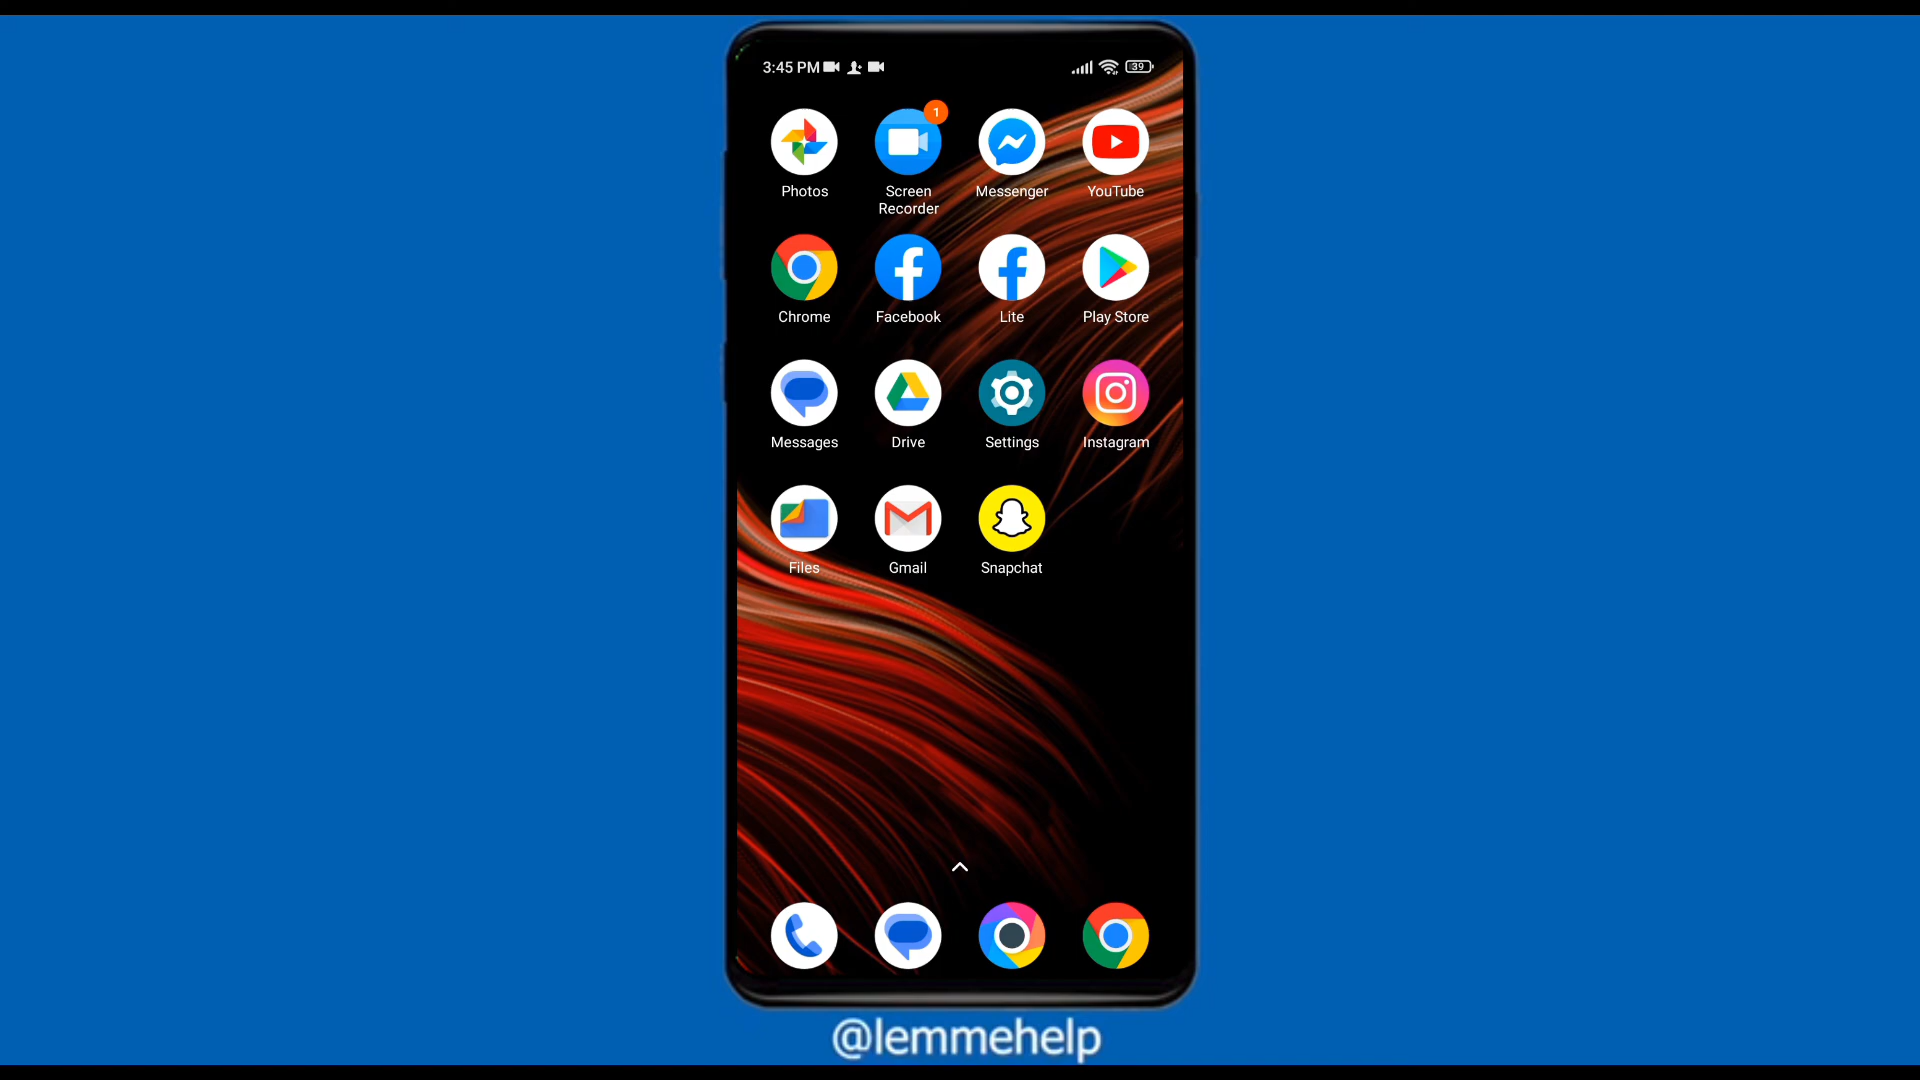 3:45 PM
39
1
Photos
Screen
Recorder
Messenger
YouTube
Chrome
Facebook
Lite
Play Store
Messages
Drive
Settings
Instagram
Files
Gmail
Snapchat
@lemmehelp